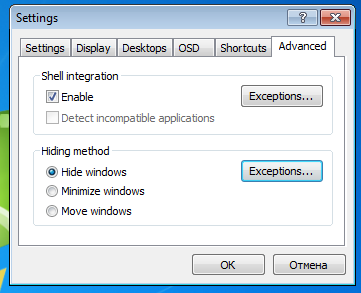 Settings
Settings Display Desktops OSD Shortcuts Advanced
Shell integration
Enable Exceptions...
Detect incompatible applications
Hiding method
Hide windows Exceptions...
Minimize windows
Move windows
OK Отмена